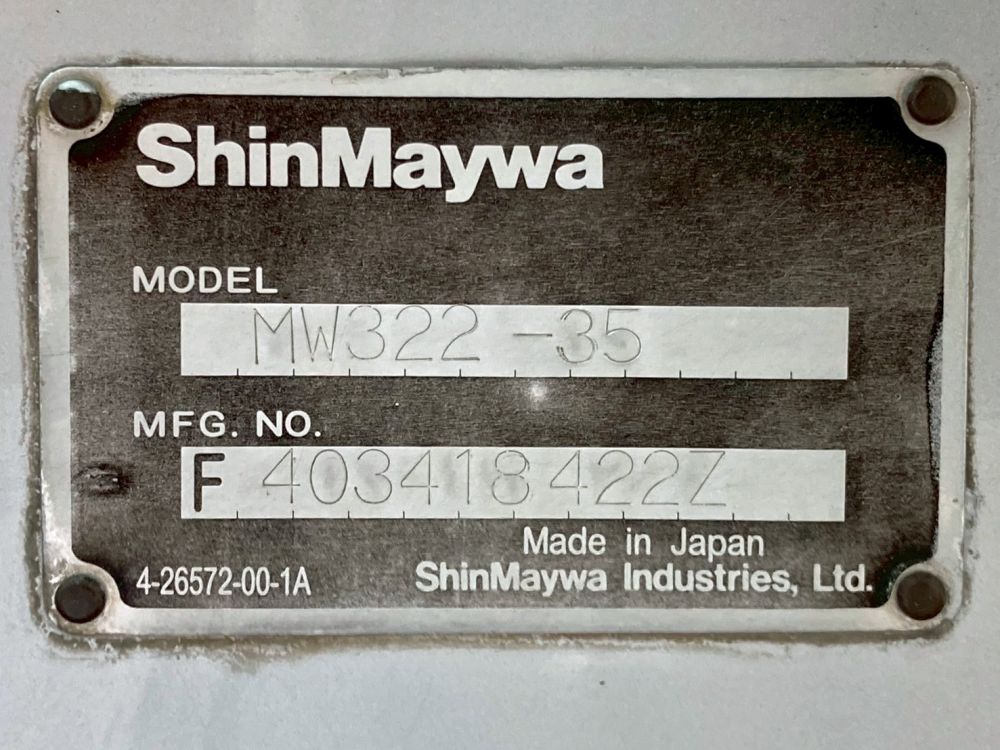 ShinMaywa
MODEL
MW322-35
MFG. NO.
F 403418422Z
Made in Japan
4-26572-00-1A
ShinMaywa Industries, Ltd.